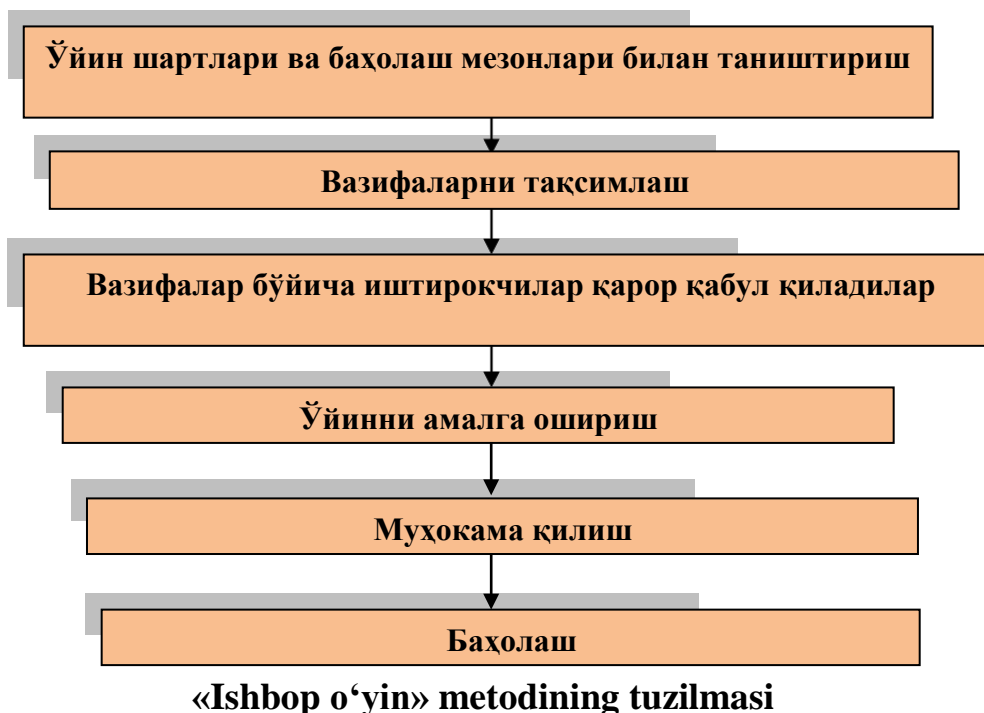 Ўйин шартлари ва баҳолаш мезонлари билан таништириш
Вазифаларни тақсимлаш
Вазифалар бўйича иштирокчилар қарор қабул қиладилар
Ўйинни амалга ошириш
Муҳокама қилиш
Баҳолаш
«Ishbop o‘yin» metodining tuzilmasi